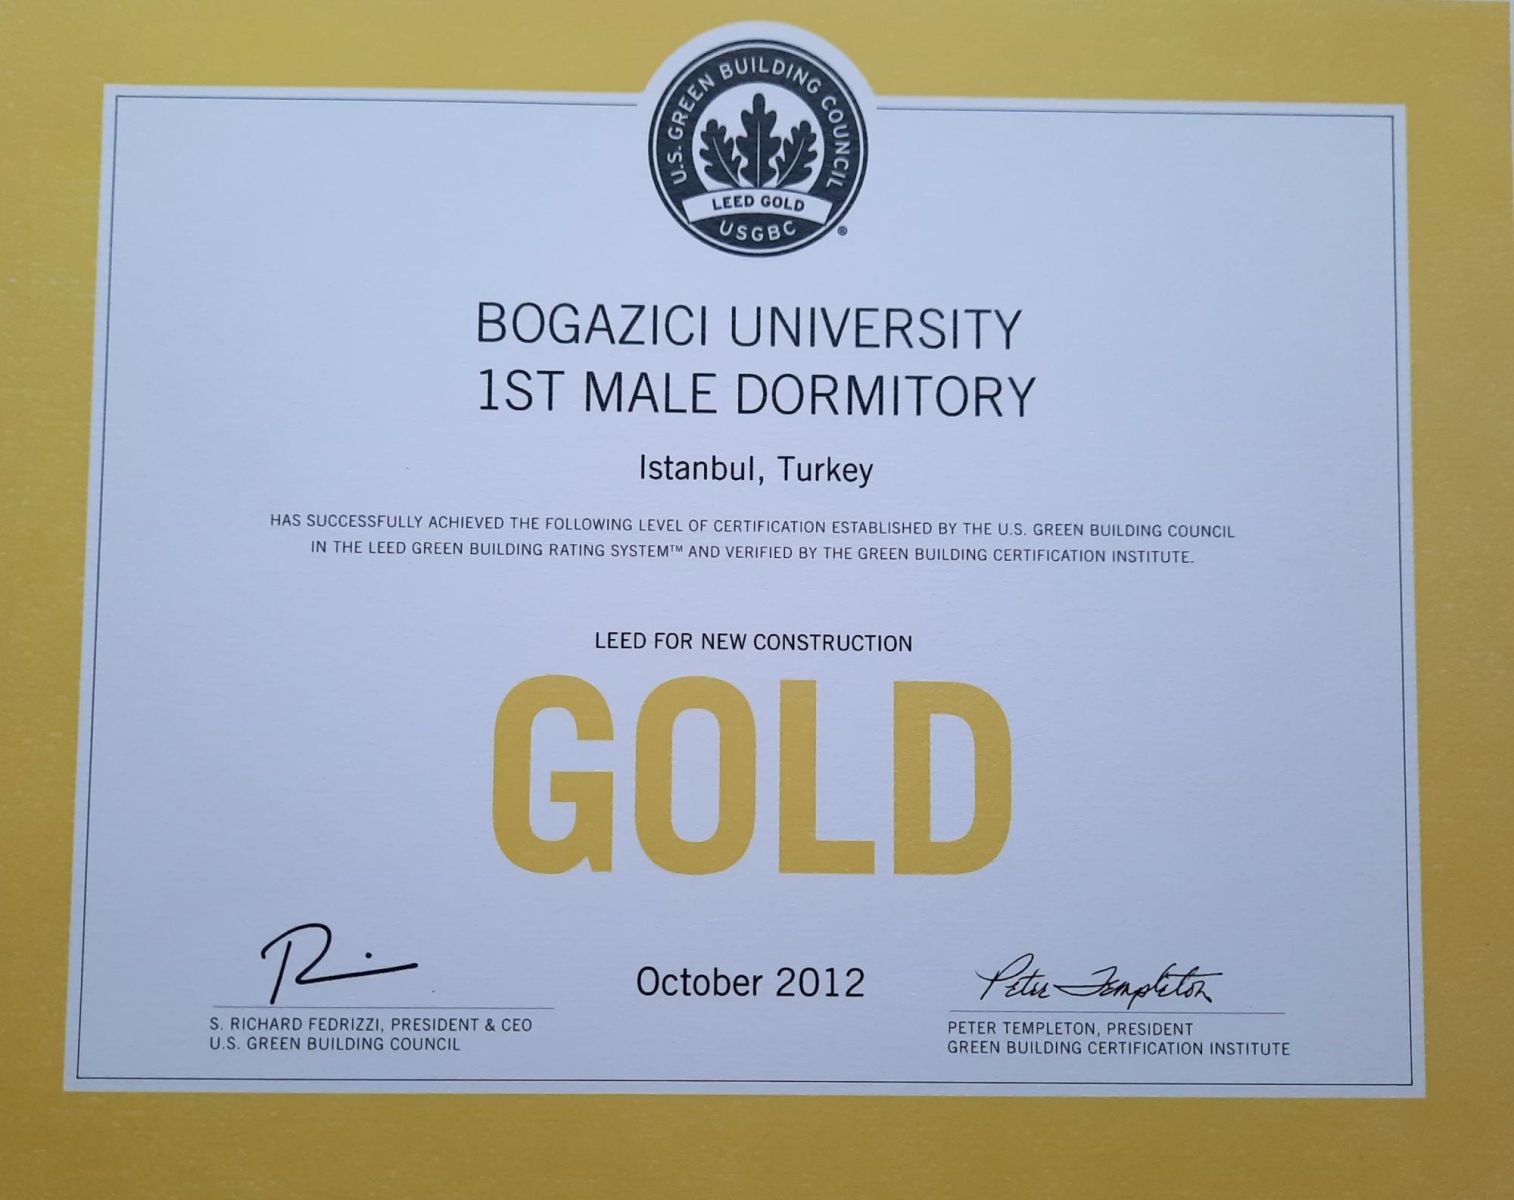 U.S. GREEN BUILDING COUNCIL
LEED GOLD
USGBC
®
BOGAZICI UNIVERSITY
1ST MALE DORMITORY
Istanbul, Turkey
HAS SUCCESSFULLY ACHIEVED THE FOLLOWING LEVEL OF CERTIFICATION ESTABLISHED BY THE U.S. GREEN BUILDING COUNCIL
IN THE LEED GREEN BUILDING RATING SYSTEM™ AND VERIFIED BY THE GREEN BUILDING CERTIFICATION INSTITUTE.
LEED FOR NEW CONSTRUCTION
GOLD
October 2012
Peter Templeton
S. RICHARD FEDRIZZI, PRESIDENT & CEO
U.S. GREEN BUILDING COUNCIL
PETER TEMPLETON, PRESIDENT
GREEN BUILDING CERTIFICATION INSTITUTE